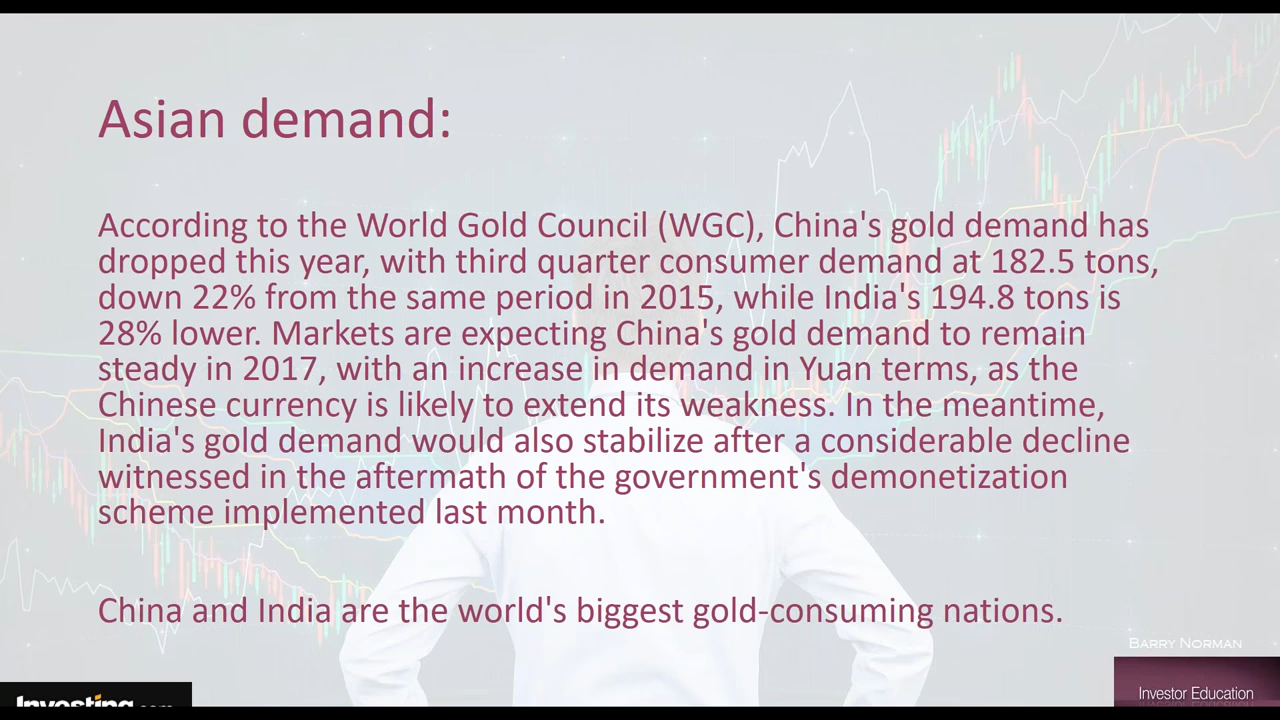 Asian demand:
According to the World Gold Council (WGC), China's gold demand has
dropped this year, with third quarter consumer demand at 182.5 tons,
down 22% from the same period in 2015, while India's 194.8 tons is
28% lower. Markets are expecting China's gold demand to remain
steady in 2017, with an increase in demand in Yuan terms, as the
Chinese currency is likely to extend its weakness. In the meantime,
India's gold demand would also stabilize after a considerable decline
witnessed in the aftermath of the government's demonetization
scheme implemented last month.
China and India are the world's biggest gold-consuming nations.
Barry Norman
Investing.com
Investor Education